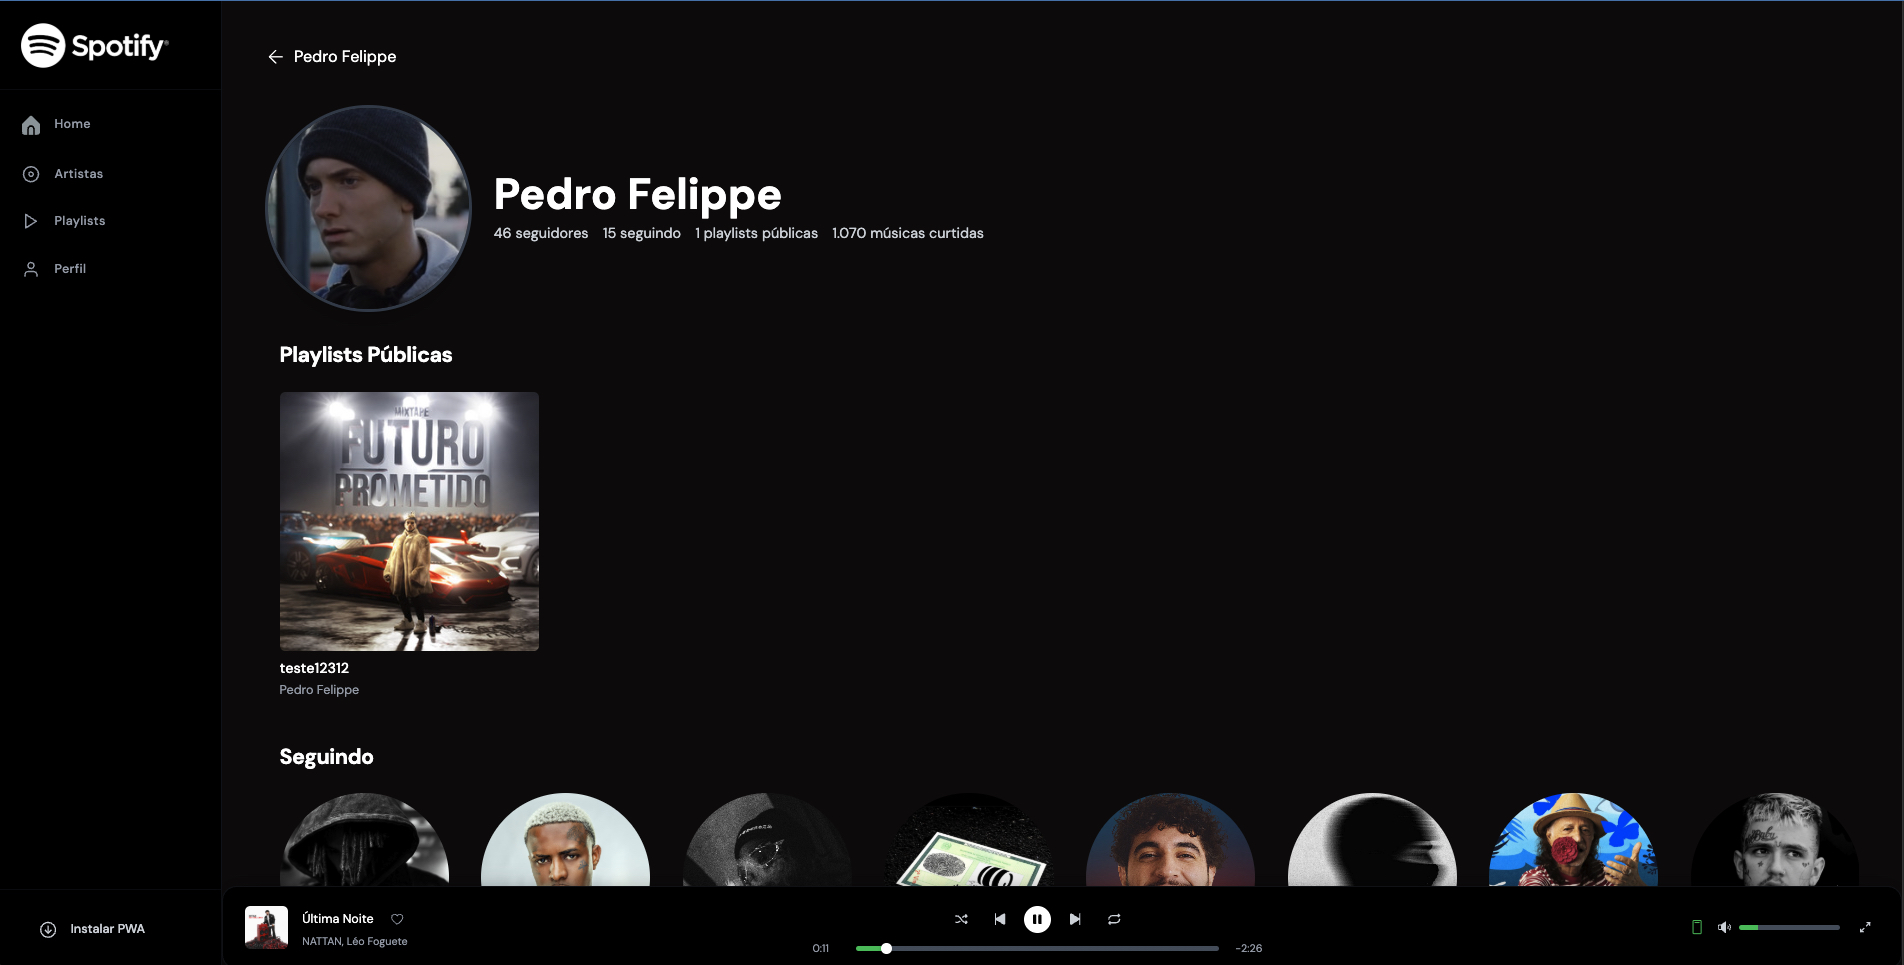 Spotify®
Home
Artistas
Playlists
Perfil
Instalar PWA
Pedro Felippe
Pedro Felippe
46 seguidores 15 seguindo 1 playlists públicas 1.070 músicas curtidas
Playlists Públicas
MIXTAPE
FUTURO
PROMETIDO
teste12312
Pedro Felippe
Seguindo
Última Noite
NATTAN, Léo Foguete
0:11
-2:26